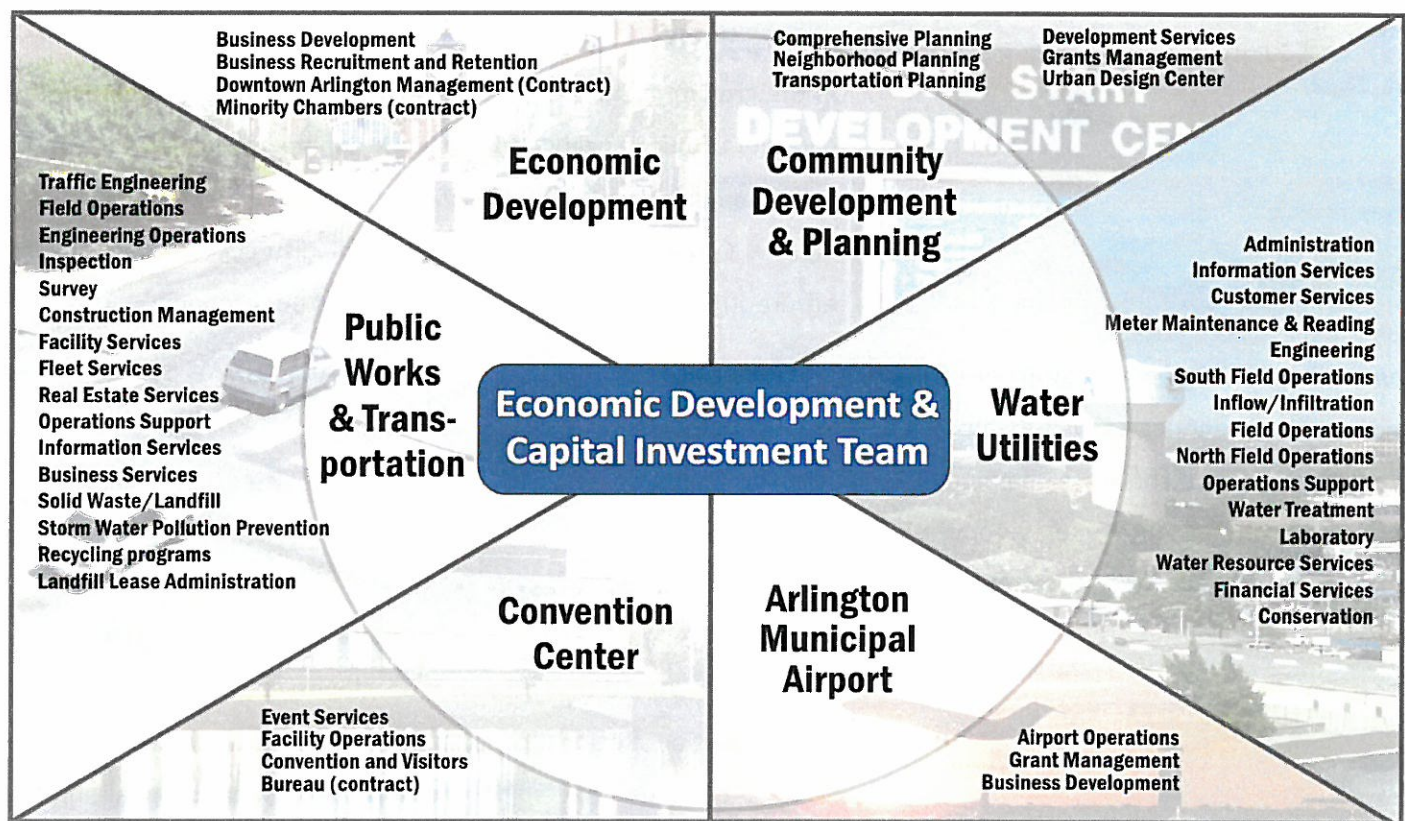 Business Development
Business Recruitment and Retention
Downtown Arlington Management (Contract)
Minority Chambers (contract)
Economic
Development
Comprehensive Planning
Neighborhood Planning
Transportation Planning
Development Services
Grants Management
Urban Design Center
START
DEVELOPMENT CEN
Community
Development
& Planning
Traffic Engineering
Field Operations
Engineering Operations
Inspection
Survey
Construction Management
Facility Services
Fleet Services
Real Estate Services
Operations Support
Information Services
Business Services
Solid Waste/Landfill
Storm Water Pollution Prevention
Recycling programs
Landfill Lease Administration
Public
Works
& Trans-
portation
Economic Development &
Capital Investment Team
Water
Utilities
Administration
Information Services
Customer Services
Meter Maintenance & Reading
Engineering
South Field Operations
Inflow/Infiltration
Field Operations
North Field Operations
Operations Support
Water Treatment
Laboratory
Water Resource Services
Financial Services
Conservation
Convention
Center
Event Services
Facility Operations
Convention and Visitors
Bureau (contract)
Arlington
Municipal
Airport
Airport Operations
Grant Management
Business Development